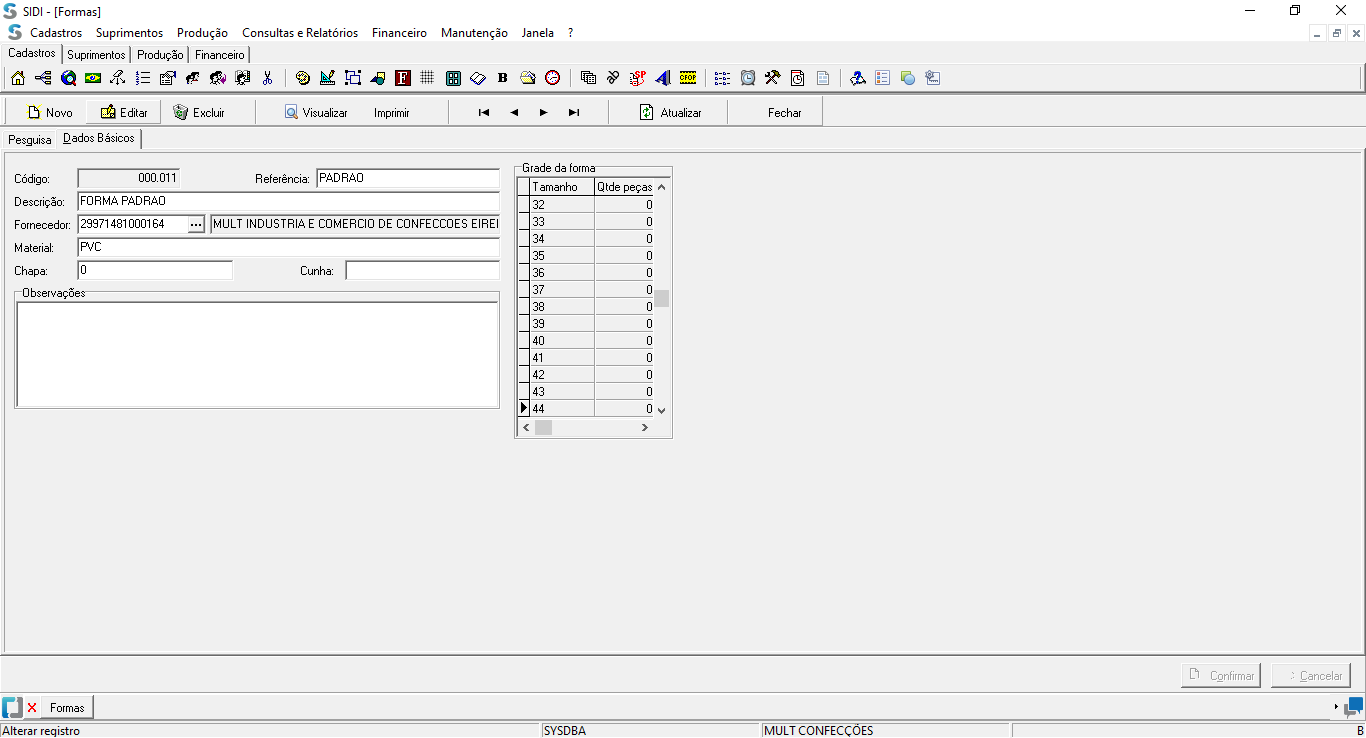 SIDI - [Formas]
Cadastros Suprimentos Produção Consultas e Relatórios Financeiro Manutenção Janela ?
Cadastros Suprimentos Produção Financeiro
F B SP CFOP
Novo Editar Excluir Visualizar Imprimir Atualizar Fechar
Pesquisa Dados Básicos
Código: 000.011 Referência: PADRAO
Descrição: FORMA PADRAO
Fornecedor: 29971481000164 ... MULT INDUSTRIA E COMERCIO DE CONFECCOES EIREI
Material: PVC
Chapa: 0 Cunha:
Observações
Grade da forma
Tamanho Qtde peças
32 0
33 0
34 0
35 0
36 0
37 0
38 0
39 0
40 0
41 0
42 0
43 0
44 0
Confirmar Cancelar
Formas
Alterar registro SYSDBA MULT CONFECÇÕES B